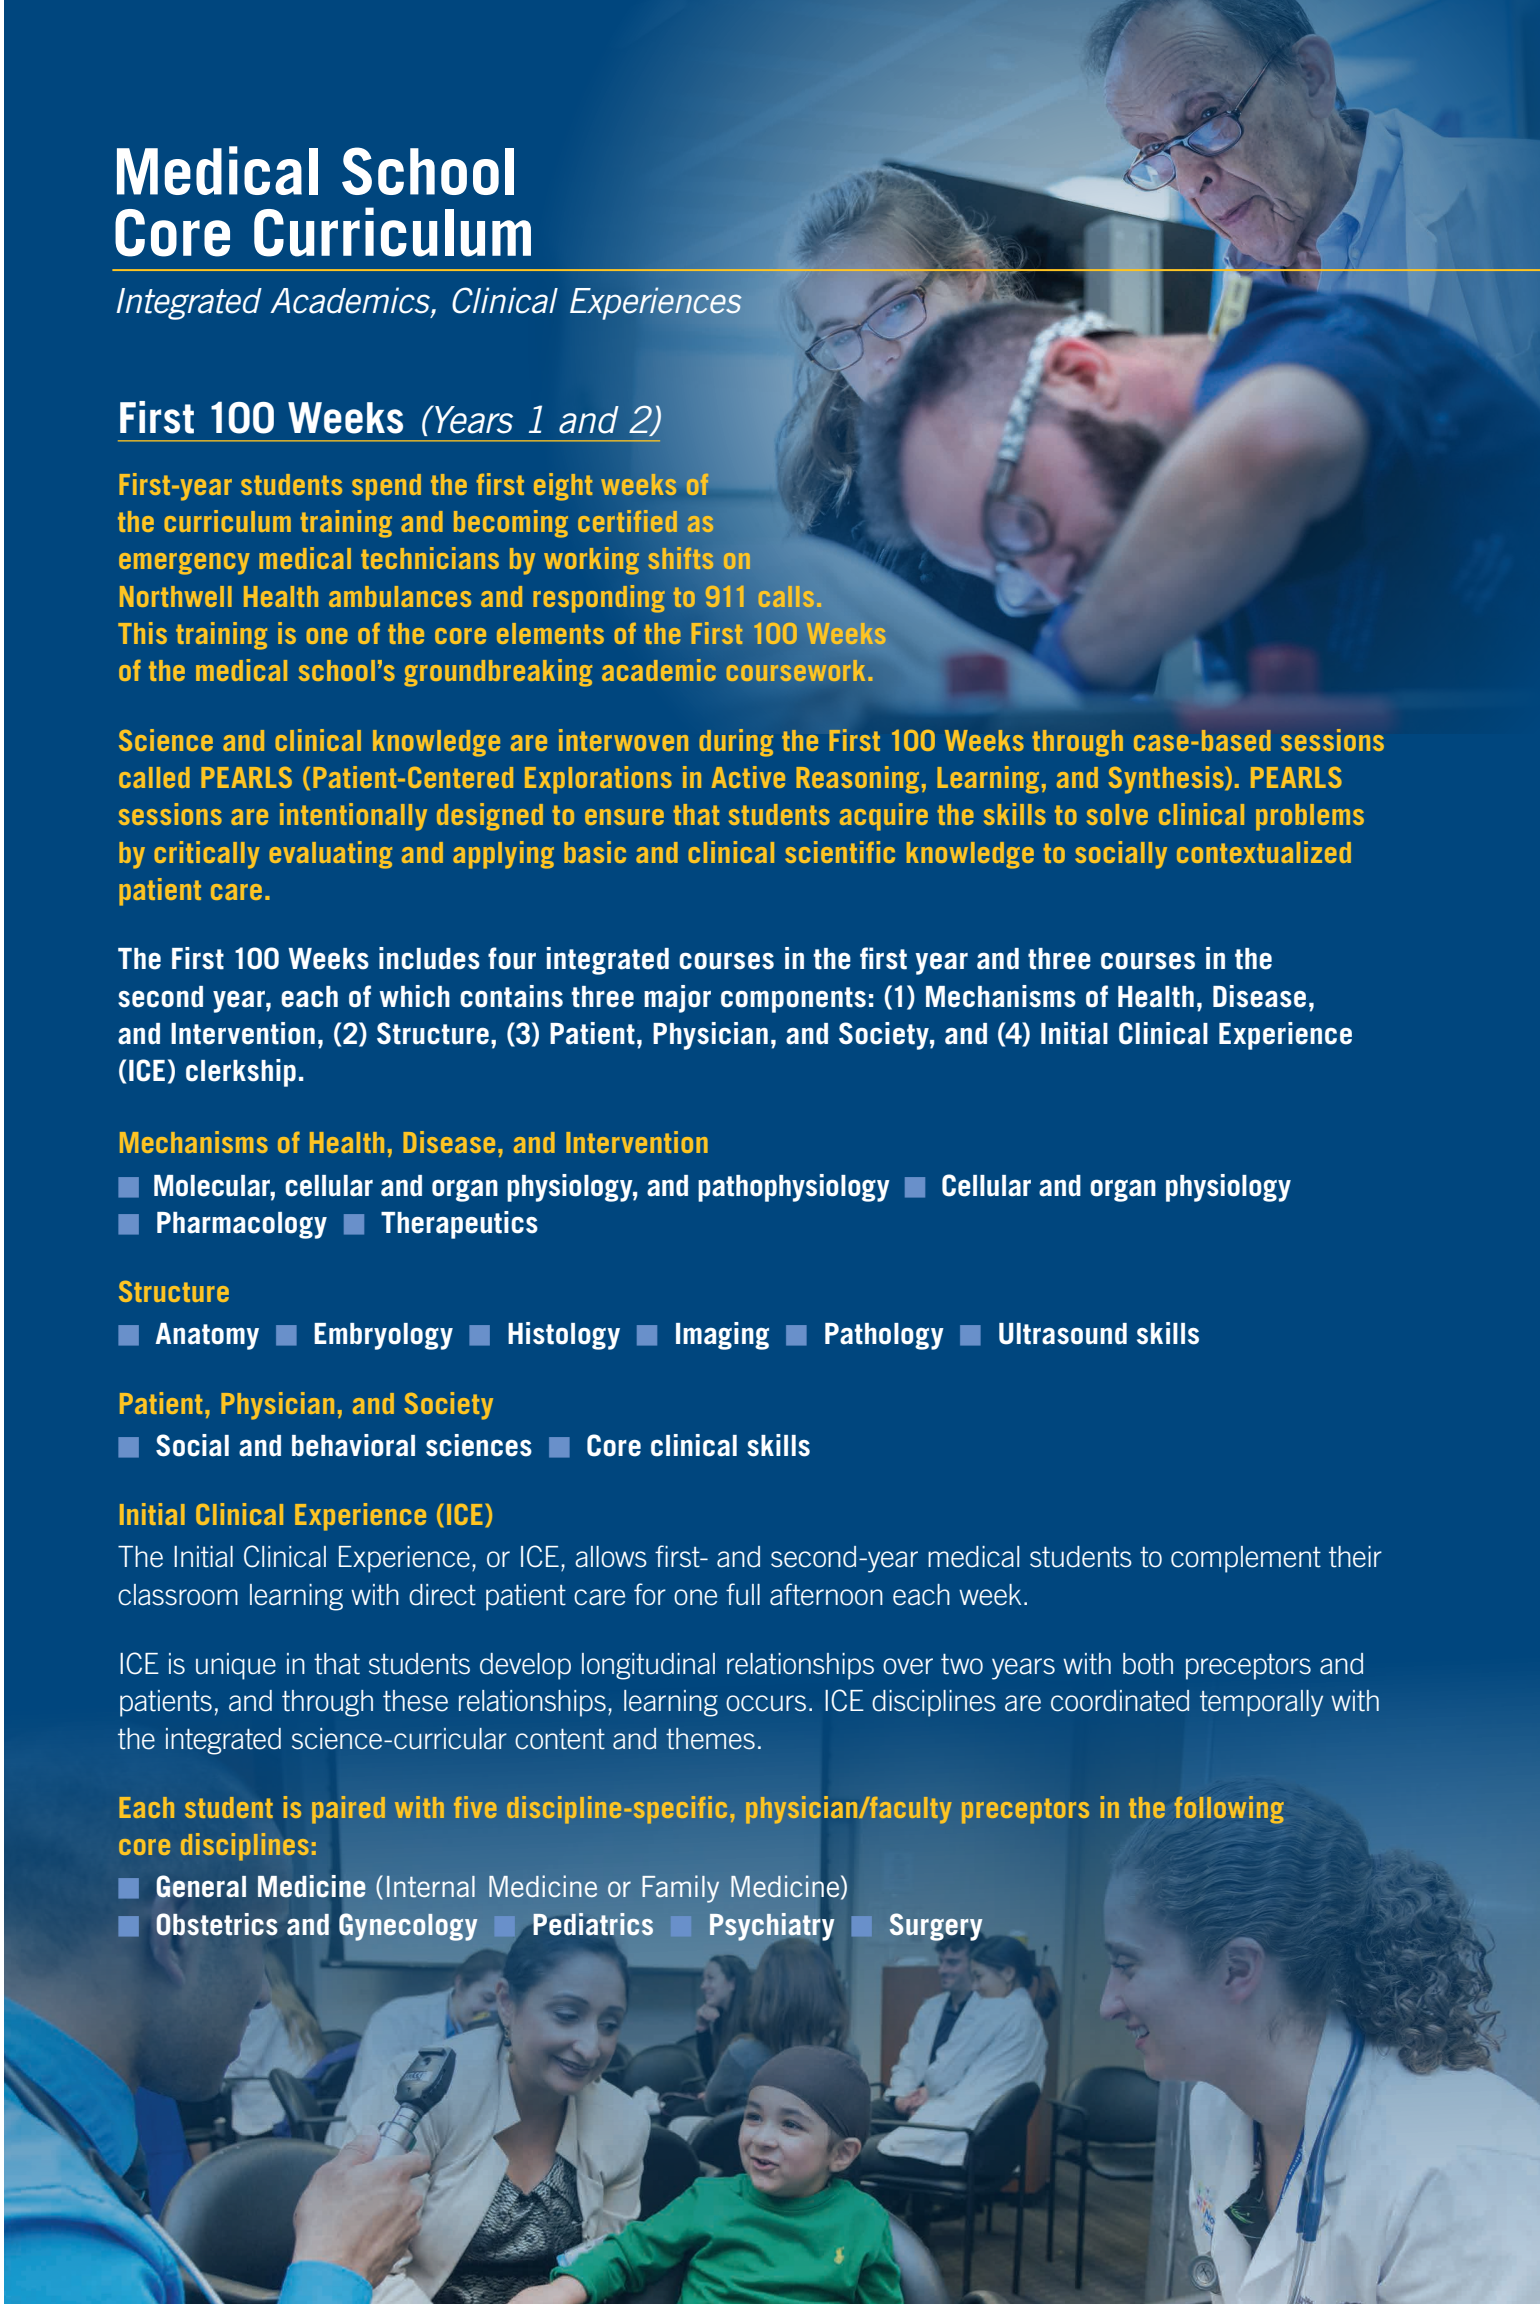 Medical School
Core Curriculum
Integrated Academics, Clinical Experiences
First 100 Weeks (Years 1 and 2)
First-year students spend the first eight weeks of
the curriculum training and becoming certified as
emergency medical technicians by working shifts on
Northwell Health ambulances and responding to 911 calls.
This training is one of the core elements of the First 100 Weeks
of the medical school's groundbreaking academic coursework.
Science and clinical knowledge are interwoven during the First 100 Weeks through case-based sessions
called PEARLS (Patient-Centered Explorations in Active Reasoning, Learning, and Synthesis). PEARLS
sessions are intentionally designed to ensure that students acquire the skills to solve clinical problems
by critically evaluating and applying basic and clinical scientific knowledge to socially contextualized
patient care.
The First 100 Weeks includes four integrated courses in the first year and three courses in the
second year, each of which contains three major components: (1) Mechanisms of Health, Disease,
and Intervention, (2) Structure, (3) Patient, Physician, and Society, and (4) Initial Clinical Experience
(ICE) clerkship.
Mechanisms of Health, Disease, and Intervention
■ Molecular, cellular and organ physiology, and pathophysiology ■ Cellular and organ physiology
■ Pharmacology ■ Therapeutics
Structure
■ Anatomy ■ Embryology ■ Histology ■ Imaging ■ Pathology ■ Ultrasound skills
Patient, Physician, and Society
■ Social and behavioral sciences ■ Core clinical skills
Initial Clinical Experience (ICE)
The Initial Clinical Experience, or ICE, allows first- and second-year medical students to complement their
classroom learning with direct patient care for one full afternoon each week.
ICE is unique in that students develop longitudinal relationships over two years with both preceptors and
patients, and through these relationships, learning occurs. ICE disciplines are coordinated temporally with
the integrated science-curricular content and themes.
Each student is paired with five discipline-specific, physician/faculty preceptors in the following
core disciplines:
■ General Medicine (Internal Medicine or Family Medicine)
■ Obstetrics and Gynecology ■ Pediatrics ■ Psychiatry ■ Surgery